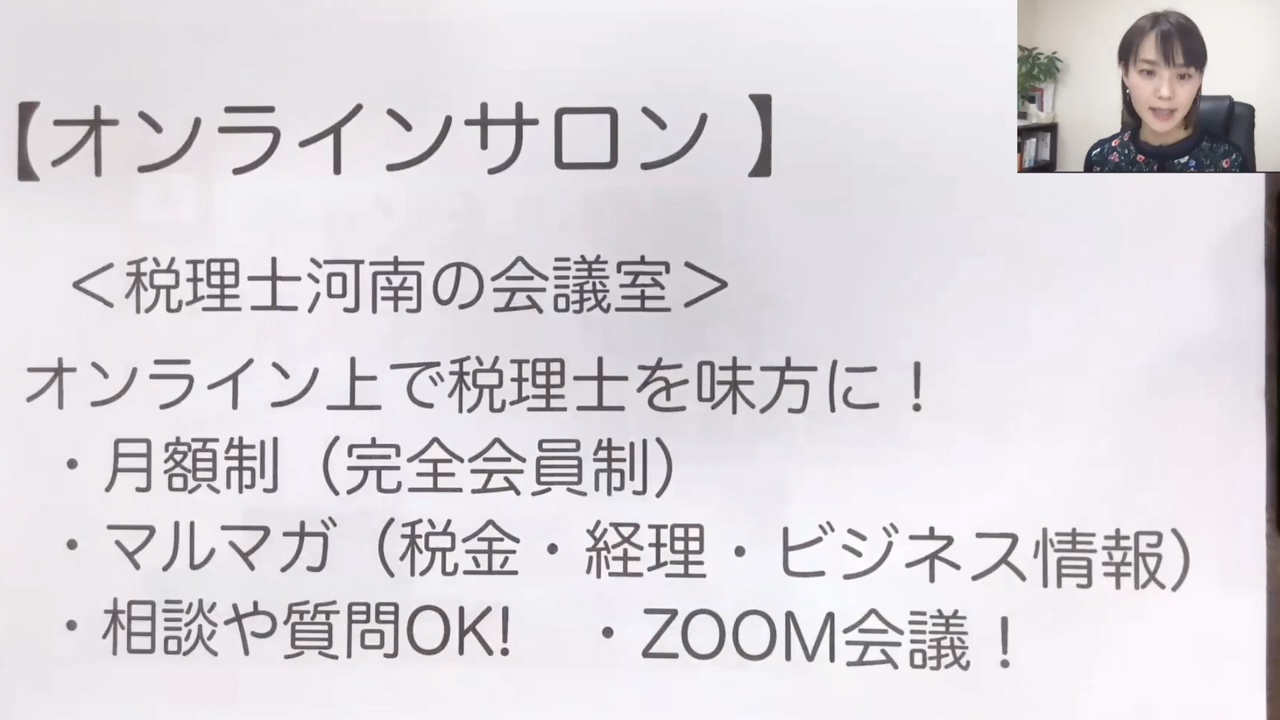 【オンラインサロン 】
＜税理士河南の会議室＞
オンライン上で税理士を味方に！
・月額制（完全会員制）
・マルマガ（税金・経理・ビジネス情報）
・相談や質問OK!　・ZOOM会議！